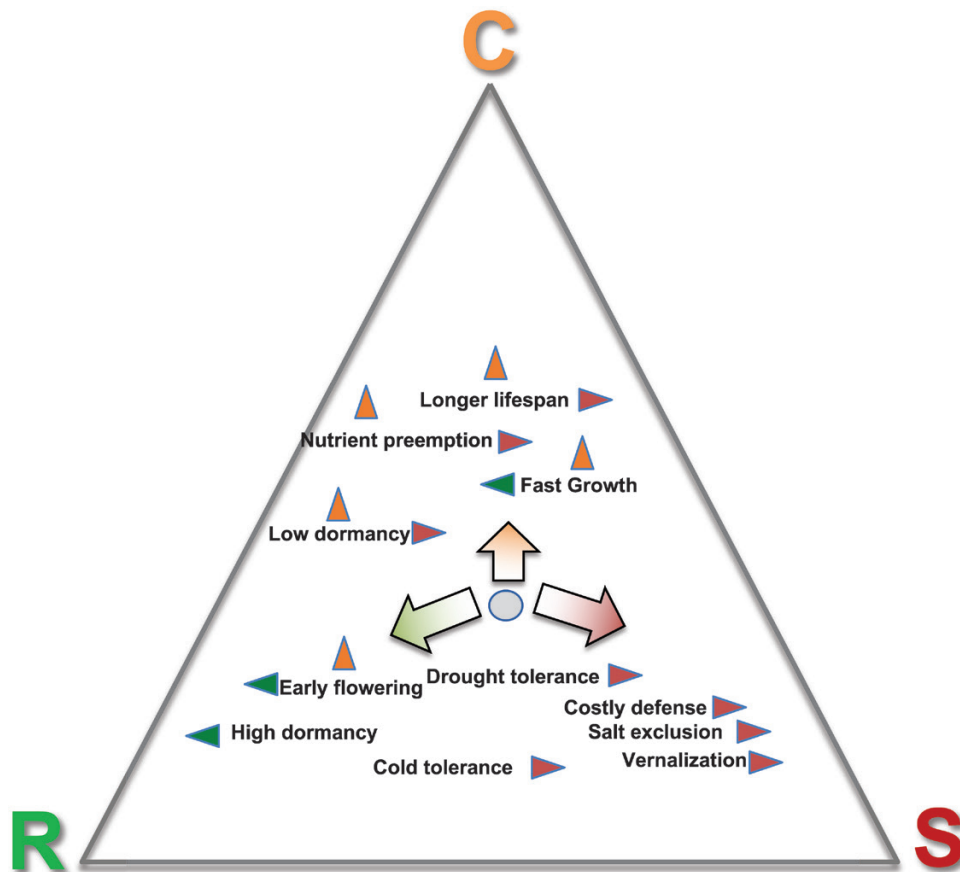 C
Longer lifespan
Nutrient preemption
Fast Growth
Low dormancy
Drought tolerance
Early flowering
Costly defense
High dormancy
Salt exclusion
Vernalization
Cold tolerance
R
S